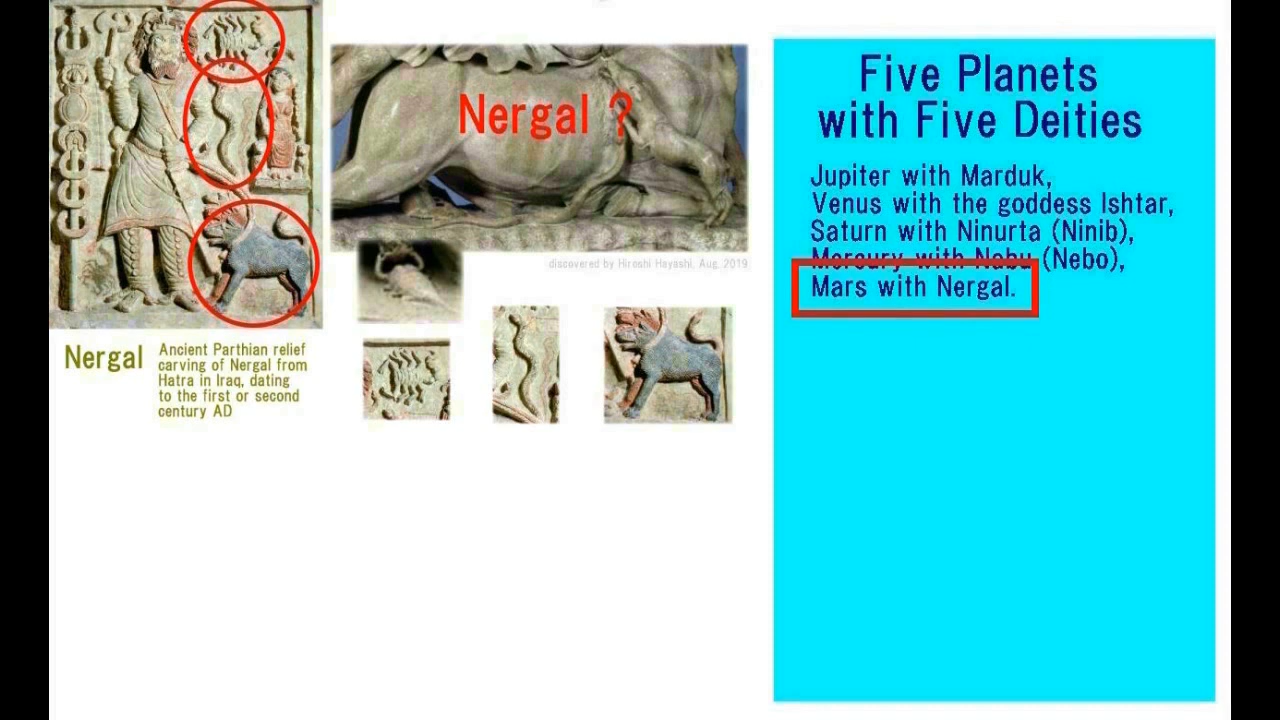 Nergal ?
discovered by Hiroshi Hayashi, Aug. 2019
Nergal
Ancient Parthian relief
carving of Nergal from
Hatra in Iraq, dating
to the first or second
century AD
Five Planets
with Five Deities
Jupiter with Marduk,
Venus with the goddess Ishtar,
Saturn with Ninurta (Ninib),
Mercury with Nabu (Nebo),
Mars with Nergal.